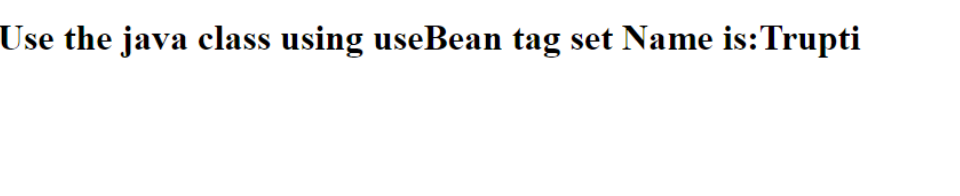 Use the java class using useBean tag set Name is:Trupti